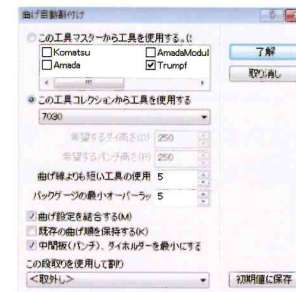 曲げ自動割付け
この工具マスターから工具を使用する。(
Komatsu
AmadaModul
Amada
Trumpf
了解
取り消し
この工具コレクションから工具を使用する
7030
希望するダイ高さ(D) 250
希望するパンチ高さ(P) 250
曲げ線よりも短い工具の使用 5
パックゲージの最小オーバーラッ 5
曲げ設定を結合する(M)
既存の曲げ順を保持する(K)
中間板(パンチ)、ダイホルダーを最小にする
この段取りを使用して割り
<取外し>
初期値に保存